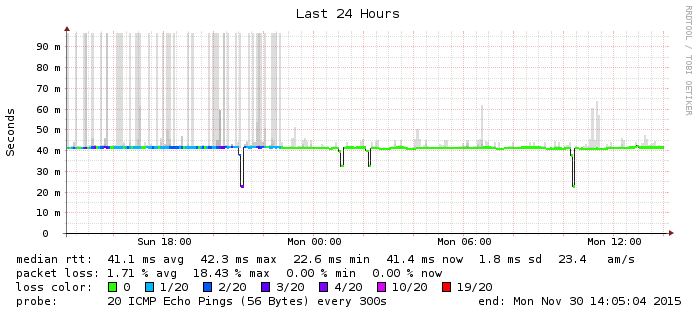 Last 24 Hours
RRDTOOL / TOBI OETIKER
Seconds
90 m
80 m
70 m
60 m
50 m
40 m
30 m
20 m
10 m
0
Sun 18:00 Mon 00:00 Mon 06:00 Mon 12:00
median rtt: 41.1 ms avg 42.3 ms max 22.6 ms min 41.4 ms now 1.8 ms sd 23.4 am/s
packet loss: 1.71 % avg 18.43 % max 0.00 % min 0.00 % now
loss color: 0 1/20 2/20 3/20 4/20 10/20 19/20
probe: 20 ICMP Echo Pings (56 Bytes) every 300s end: Mon Nov 30 14:05:04 2015